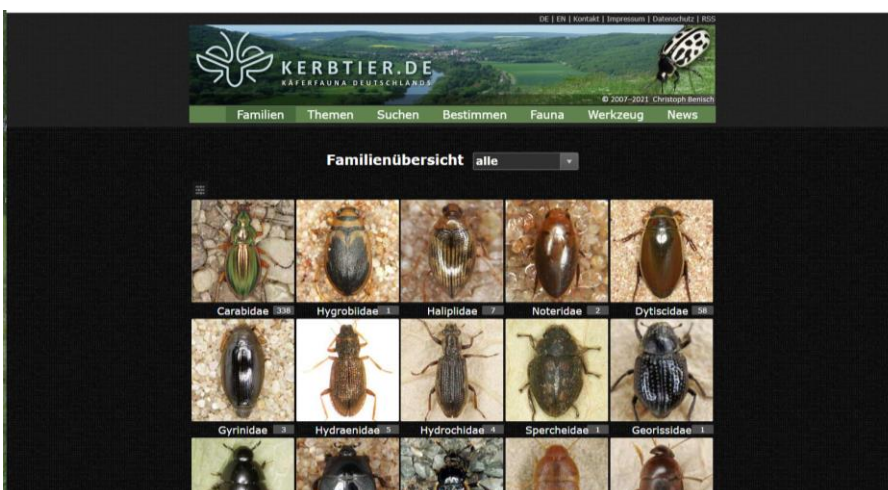 DE | EN | Kontakt | Impressum | Datenschutz | RSS
KERBTIER.DE
KÄFERFAUNA DEUTSCHLANDS
© 2007–2021 Christoph Benisch
Familien Themen Suchen Bestimmen Fauna Werkzeug News
Familienübersicht alle
Carabidae 338 Hygrobiidae 1 Haliplidae 7 Noteridae 2 Dytiscidae 58
Gyrinidae 3 Hydraenidae 5 Hydrochidae 4 Spercheidae 1 Georissidae 1